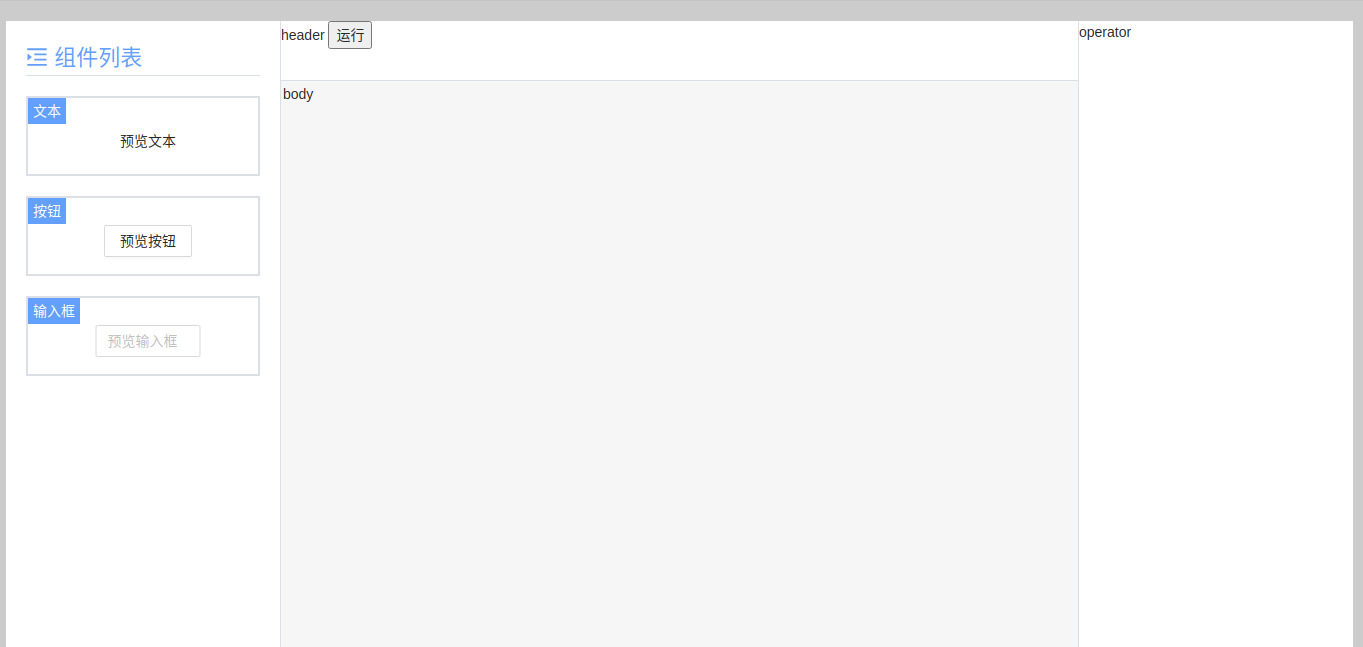 组件列表
文本
预览文本
按钮
预览按钮
输入框
预览输入框
header 运行
body
operator